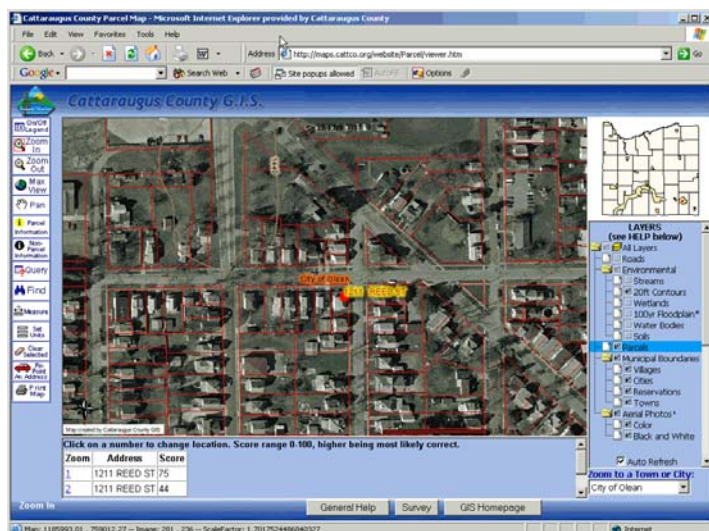 Cattaraugus County Parcel Map - Microsoft Internet Explorer provided by Cattaraugus County
File Edit View Favorites Tools Help
Back
Address http://maps.cattco.org/website/Parcel/viewer.htm
Go
Google Search Web Site popups allowed AutoFill Options
Cattaraugus County G.I.S.
On/Off Legend
Zoom In
Zoom Out
Max View
Pan
Parcel Information
Non-Parcel Information
Query
Find
Measure
Set Units
Clear Selected
Pin Point An Address
Print Map
City of Olean
1211 REED ST
Map created by Cattaraugus County GIS
LAYERS
(see HELP below)
All Layers
Roads
Environmental
Streams
20ft Contours
Wetlands
100yr Floodplain*
Water Bodies
Soils
Parcels
Municipal Boundaries
Villages
Cities
Reservations
Towns
Aerial Photos*
Color
Black and White
Auto Refresh
Zoom to a Town or City:
City of Olean
Click on a number to change location. Score range 0-100, higher being most likely correct.
Zoom Address Score
1 1211 REED ST 75
2 1211 REED ST 44
Zoom In
General Help Survey GIS Homepage
Internet